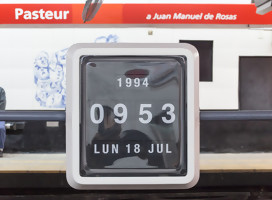 Pasteur
a Juan Manuel de Rosas
1994
0953
LUN 18 JUL